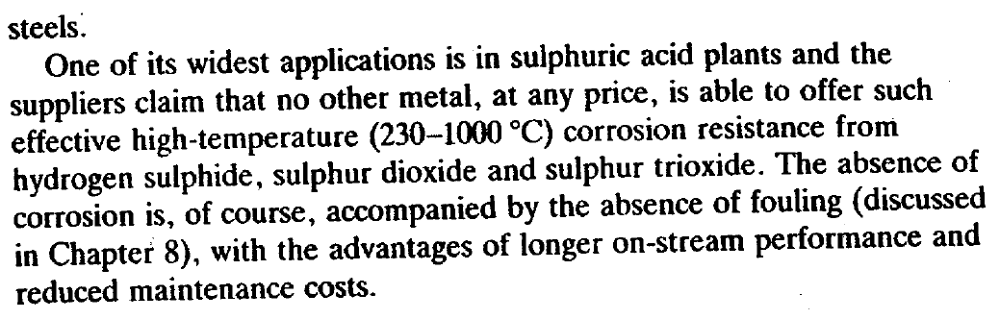 steels.
One of its widest applications is in sulphuric acid plants and the
suppliers claim that no other metal, at any price, is able to offer such
effective high-temperature (230–1000 °C) corrosion resistance from
hydrogen sulphide, sulphur dioxide and sulphur trioxide. The absence of
corrosion is, of course, accompanied by the absence of fouling (discussed
in Chapter 8), with the advantages of longer on-stream performance and
reduced maintenance costs.